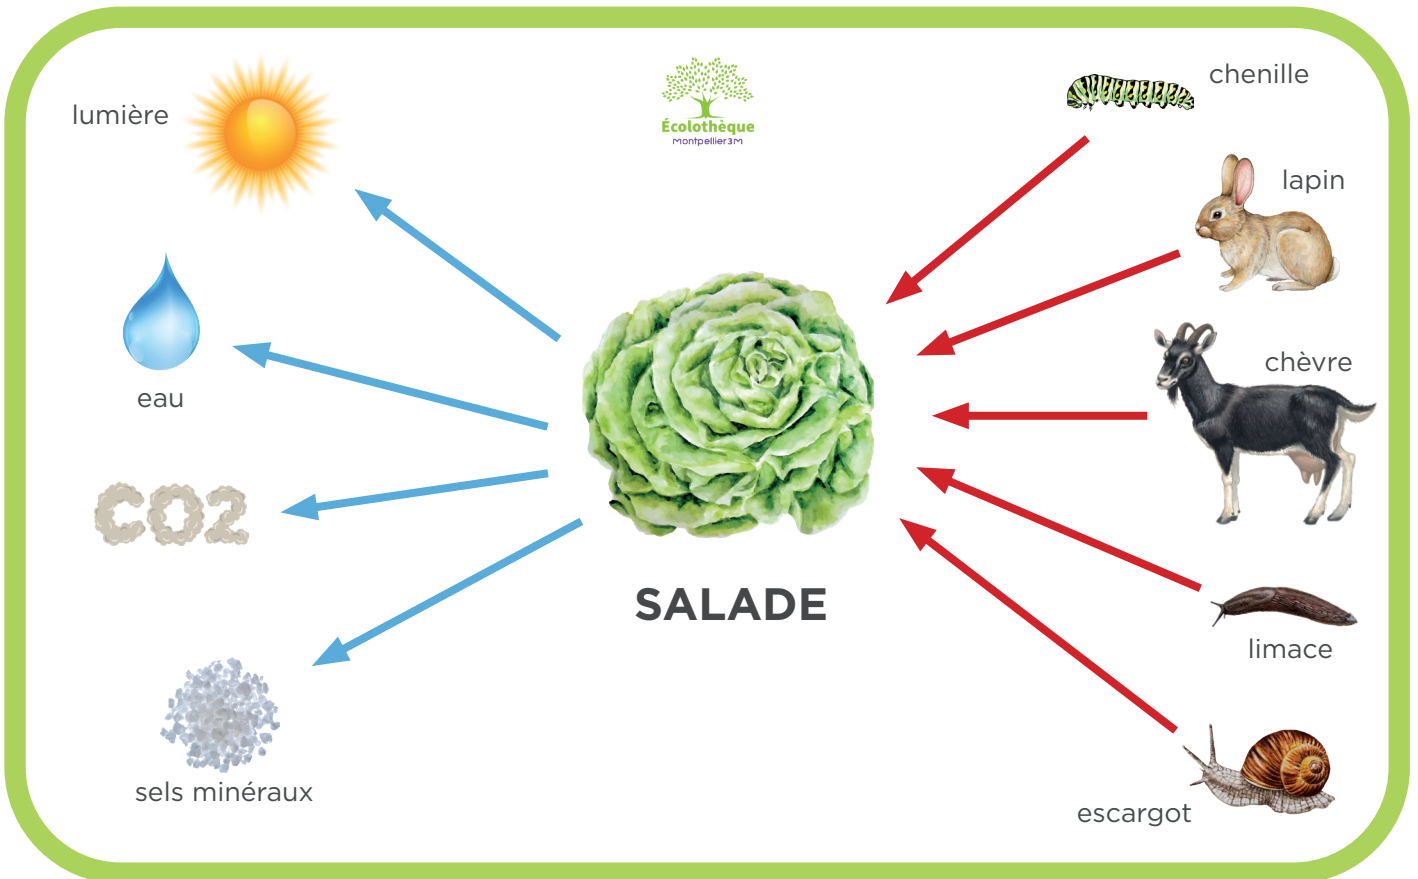 lumière
Écolothèque
Montpellier3M
chenille
lapin
eau
chèvre
CO2
SALADE
limace
sels minéraux
escargot